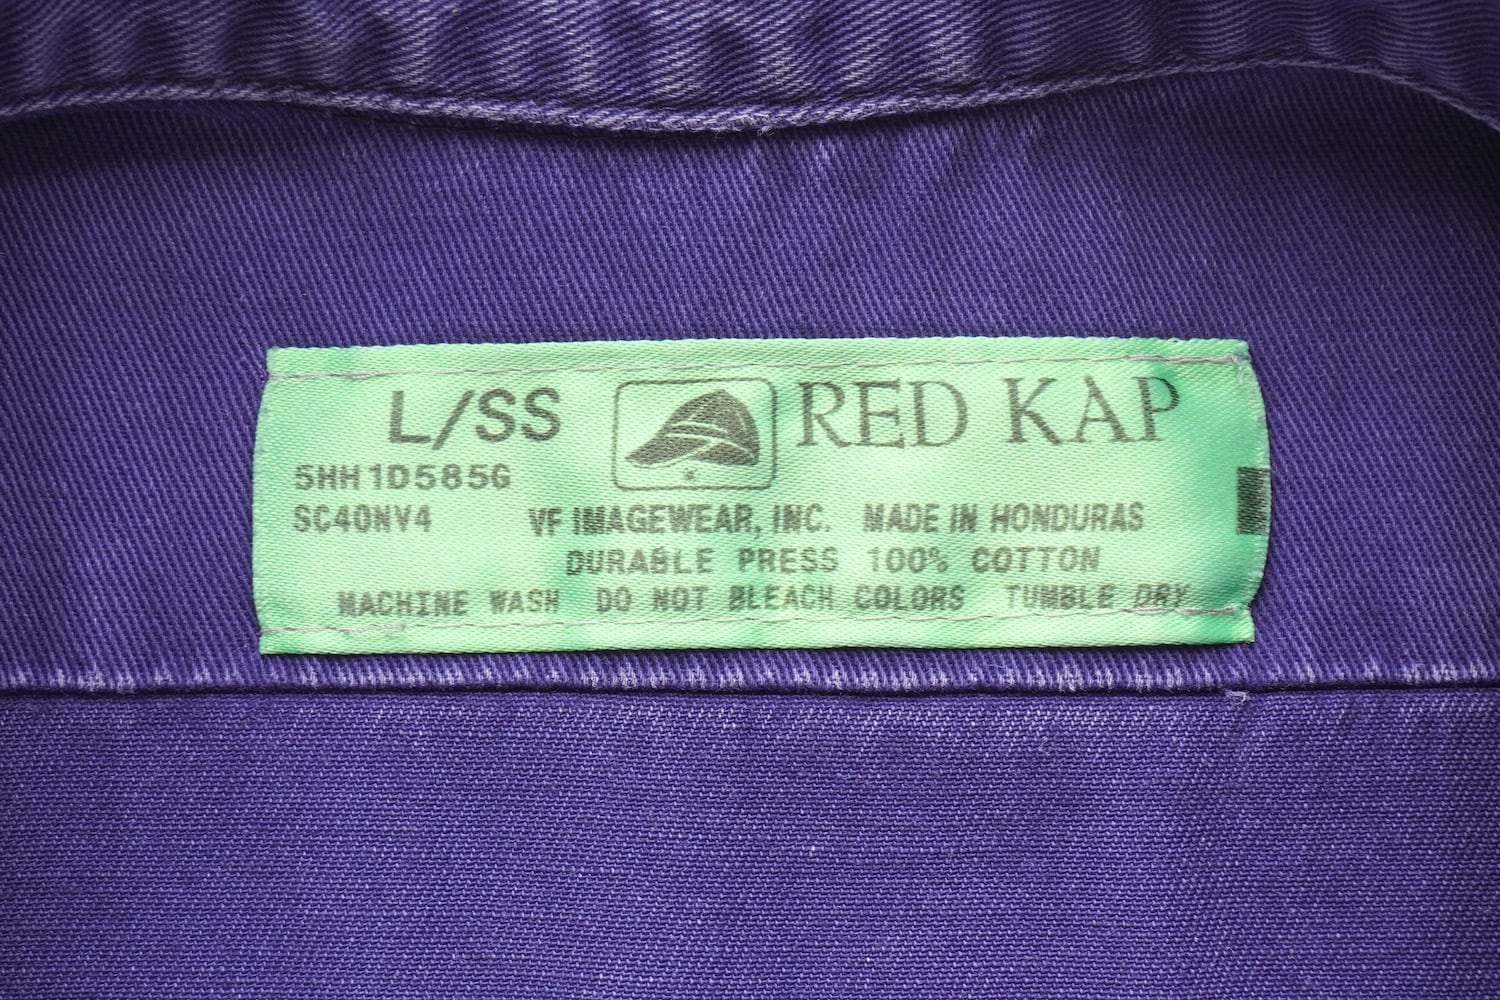 L/SS RED KAP
5HH1D585G
SC40NV4 VF IMAGEWEAR, INC. MADE IN HONDURAS
DURABLE PRESS 100% COTTON
MACHINE WASH DO NOT BLEACH COLORS TUMBLE DRY